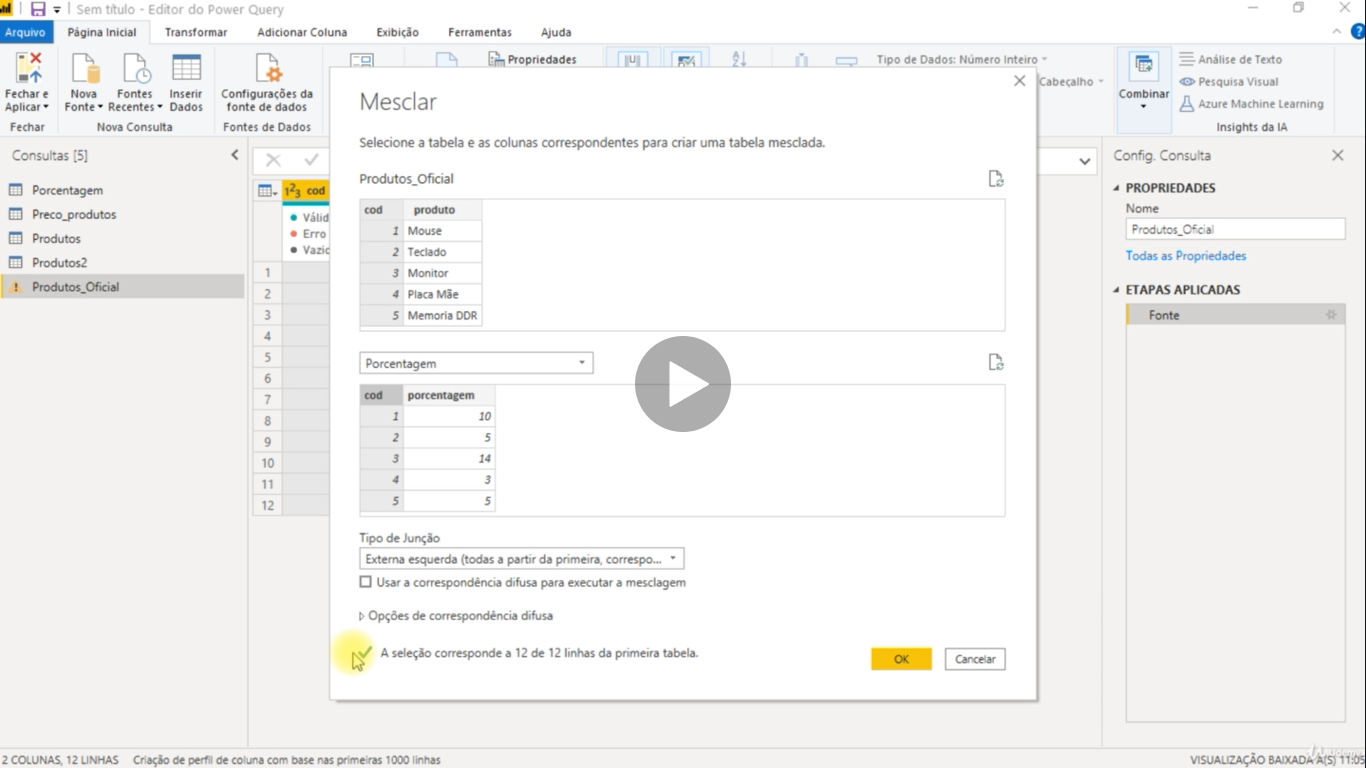 Sem título - Editor do Power Query
Arquivo
Página Inicial
Transformar
Adicionar Coluna
Exibição
Ferramentas
Ajuda
Fechar e
Aplicar
Fechar
Nova
Fonte
Fontes
Recentes
Inserir
Dados
Nova Consulta
Configurações da
fonte de dados
Fontes de Dados
Propriedades
Tipo de Dados: Número Inteiro
Cabeçalho
Combinar
Análise de Texto
Pesquisa Visual
Azure Machine Learning
Insights da IA
Consultas [5]
Porcentagem
Preco_produtos
Produtos
Produtos2
Produtos_Oficial
123 cod
Válid
Erro
Vazio
1
2
3
4
5
6
7
8
9
10
11
12
Mesclar
Selecione a tabela e as colunas correspondentes para criar uma tabela mesclada.
Produtos_Oficial
cod produto
1 Mouse
2 Teclado
3 Monitor
4 Placa Mãe
5 Memoria DDR
Porcentagem
cod porcentagem
1 10
2 5
3 14
4 3
5 5
Tipo de Junção
Externa esquerda (todas a partir da primeira, correspo...
Usar a correspondência difusa para executar a mesclagem
Opções de correspondência difusa
A seleção corresponde a 12 de 12 linhas da primeira tabela.
OK
Cancelar
Config. Consulta
PROPRIEDADES
Nome
Produtos_Oficial
Todas as Propriedades
ETAPAS APLICADAS
Fonte
2 COLUNAS, 12 LINHAS
Criação de perfil de coluna com base nas primeiras 1000 linhas
VISUALIZAÇÃO BAIXADA À(S) 11:05